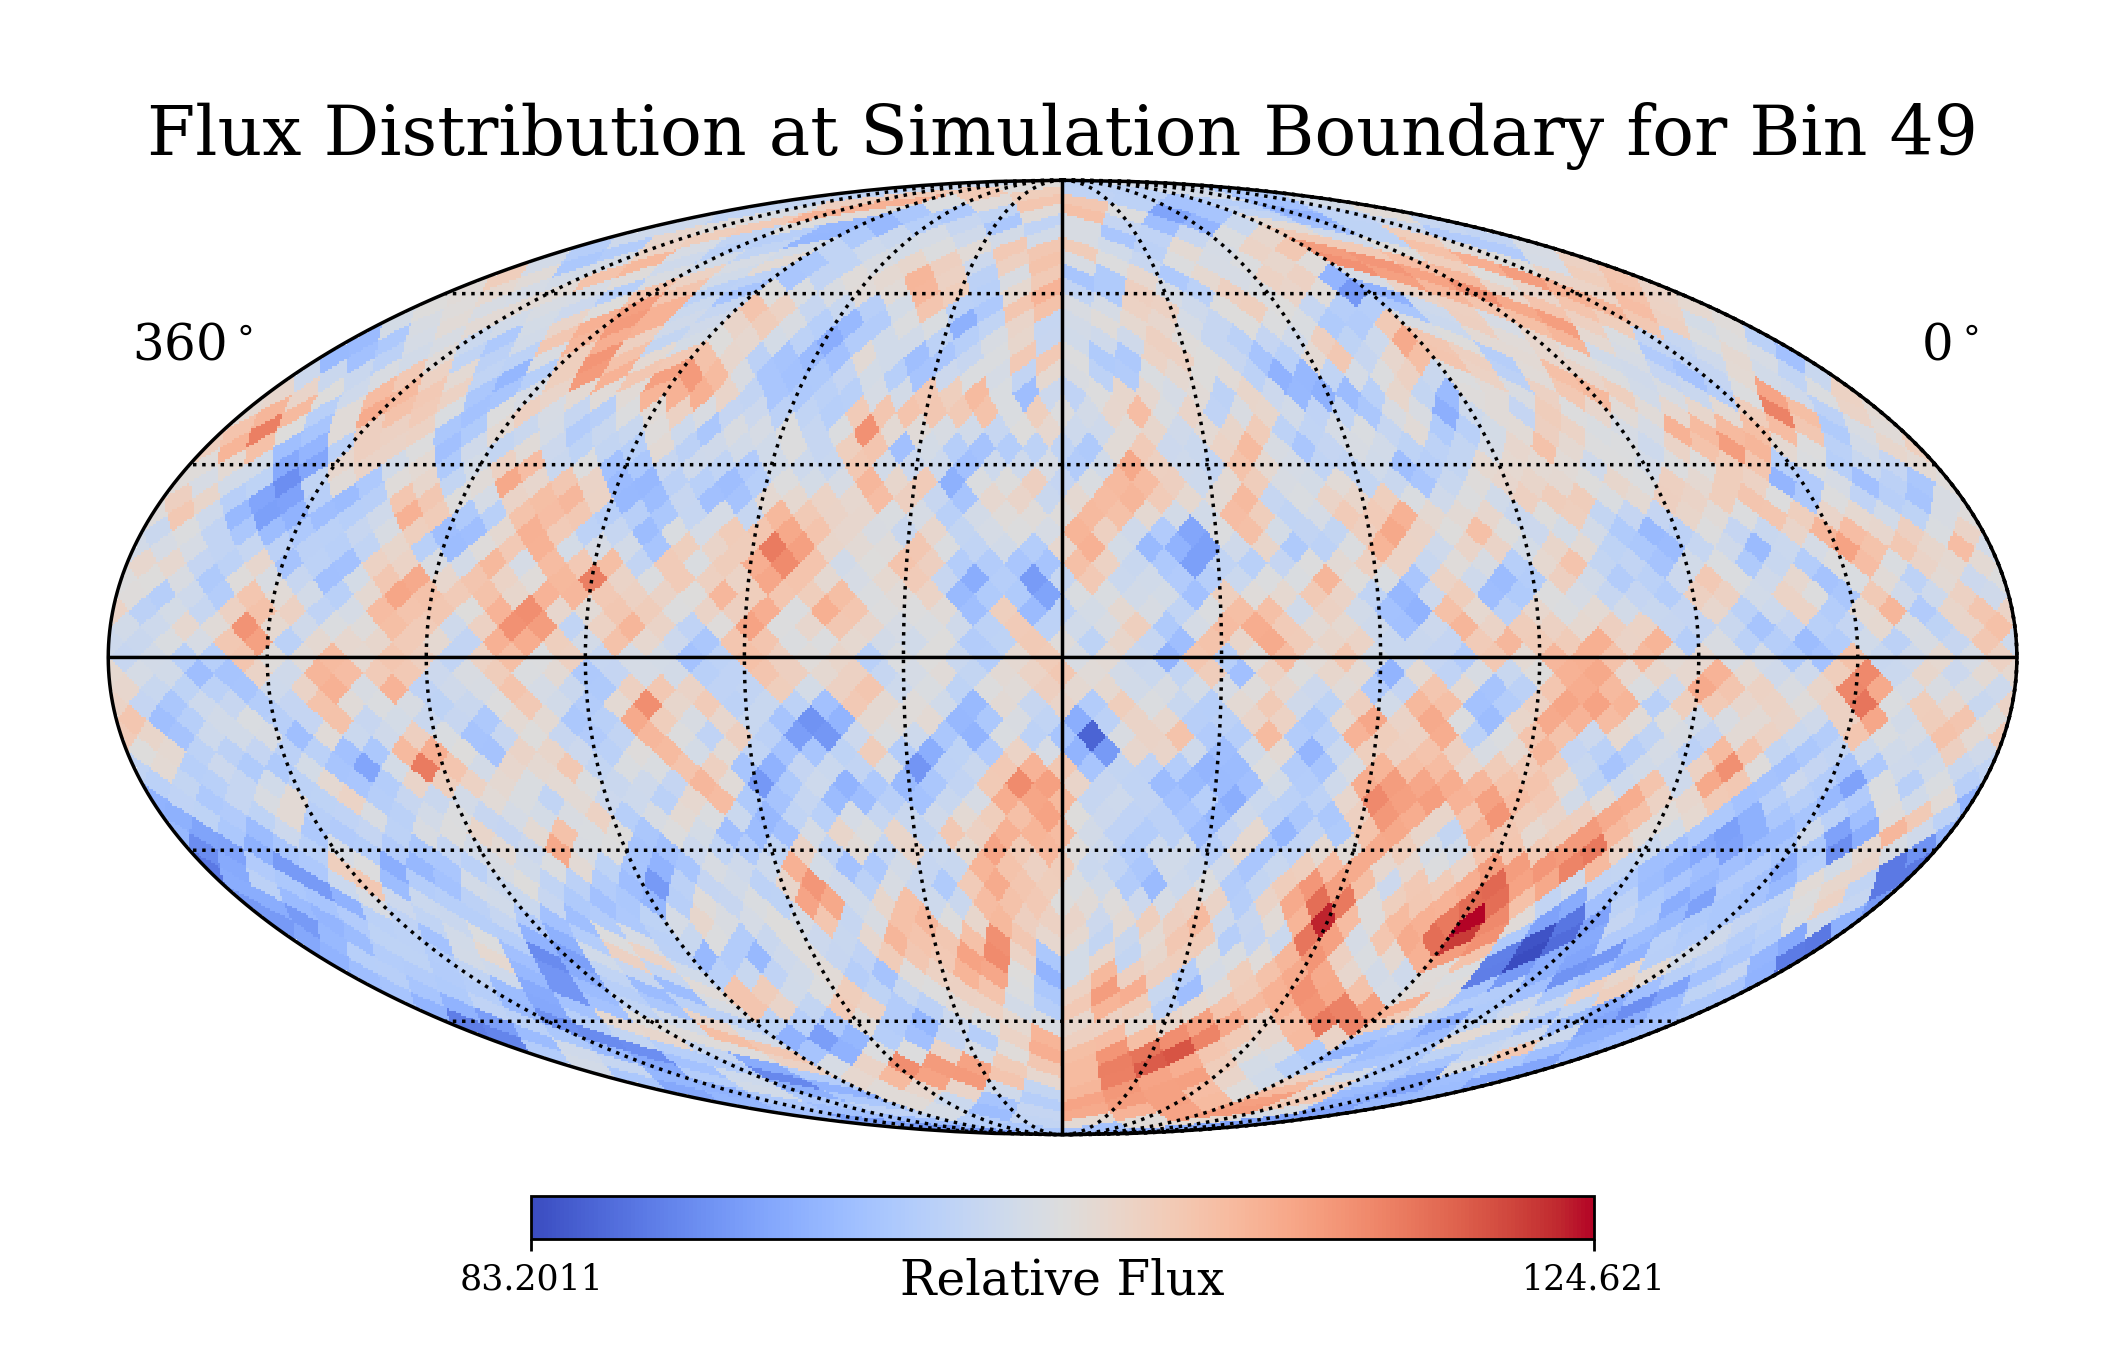 Flux Distribution at Simulation Boundary for Bin 49
360°
0°
83.2011
Relative Flux
124.621